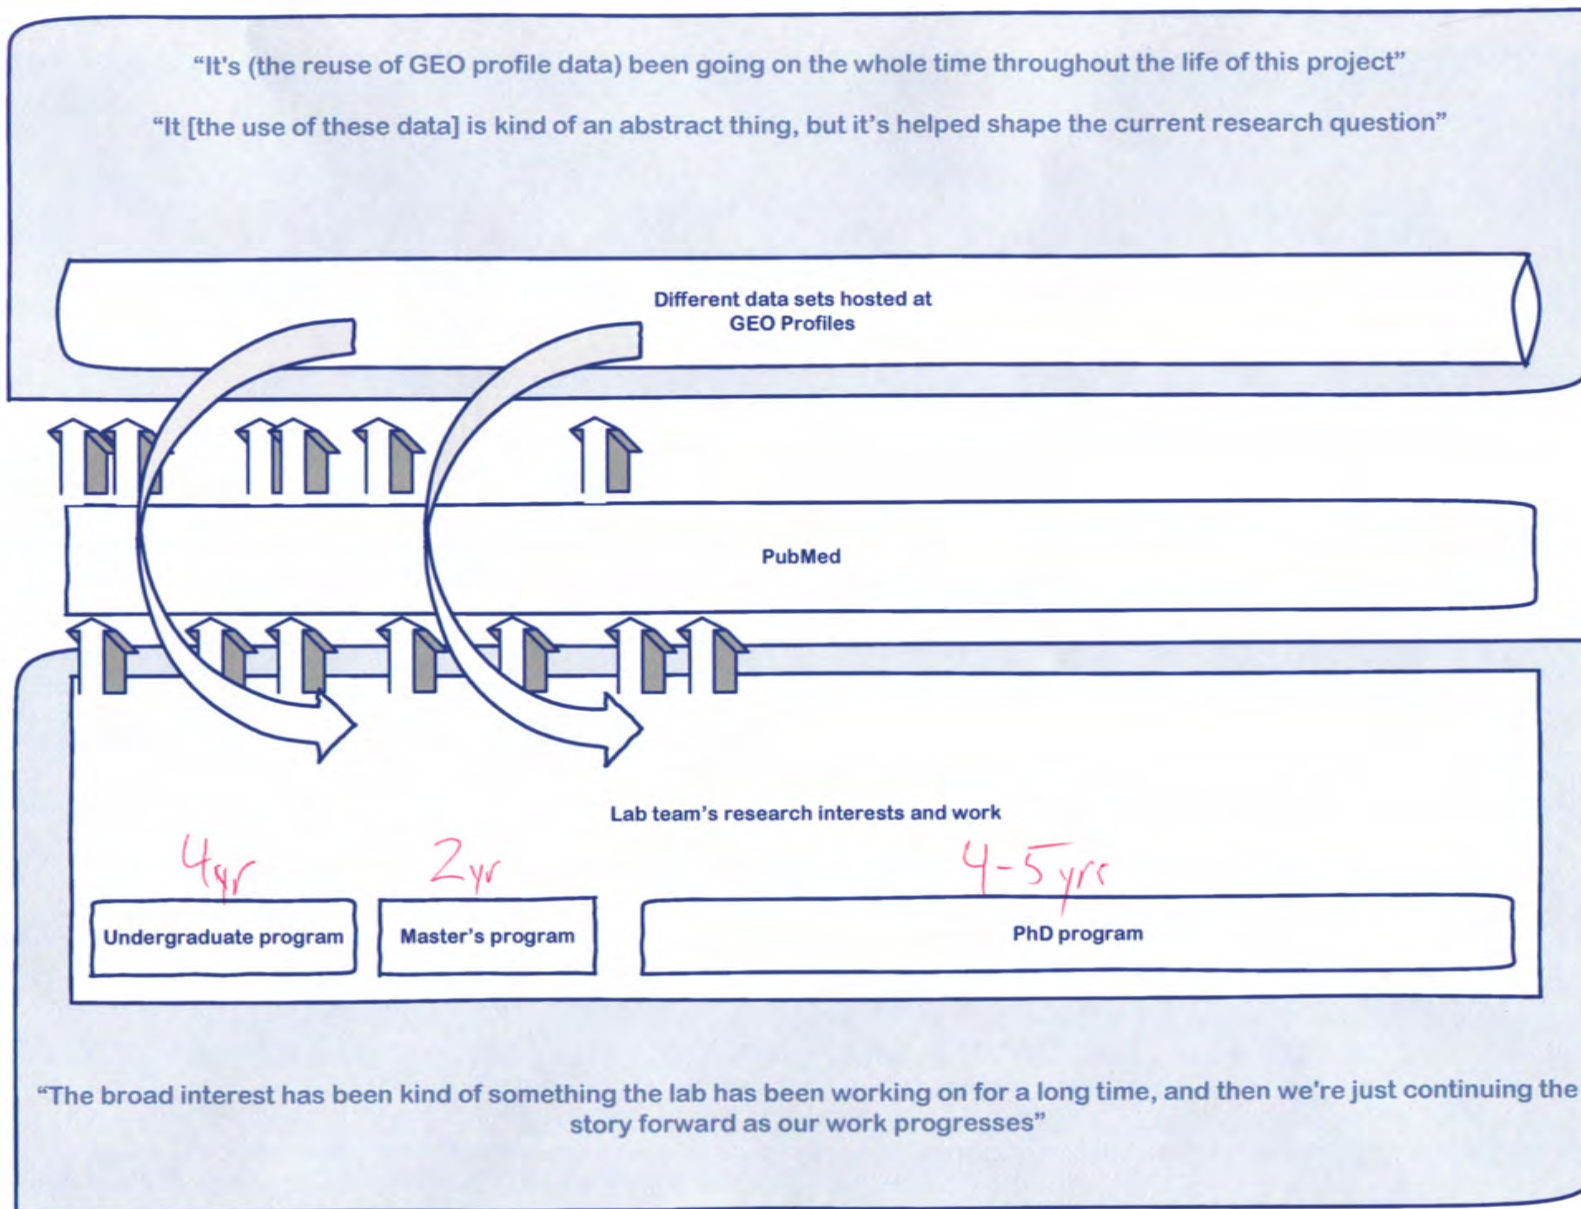 “It's (the reuse of GEO profile data) been going on the whole time throughout the life of this project”
“It [the use of these data] is kind of an abstract thing, but it's helped shape the current research question”
Different data sets hosted at
GEO Profiles
PubMed
Lab team's research interests and work
4yr
2yr
4-5yrs
Undergraduate program
Master's program
PhD program
“The broad interest has been kind of something the lab has been working on for a long time, and then we're just continuing the
story forward as our work progresses”